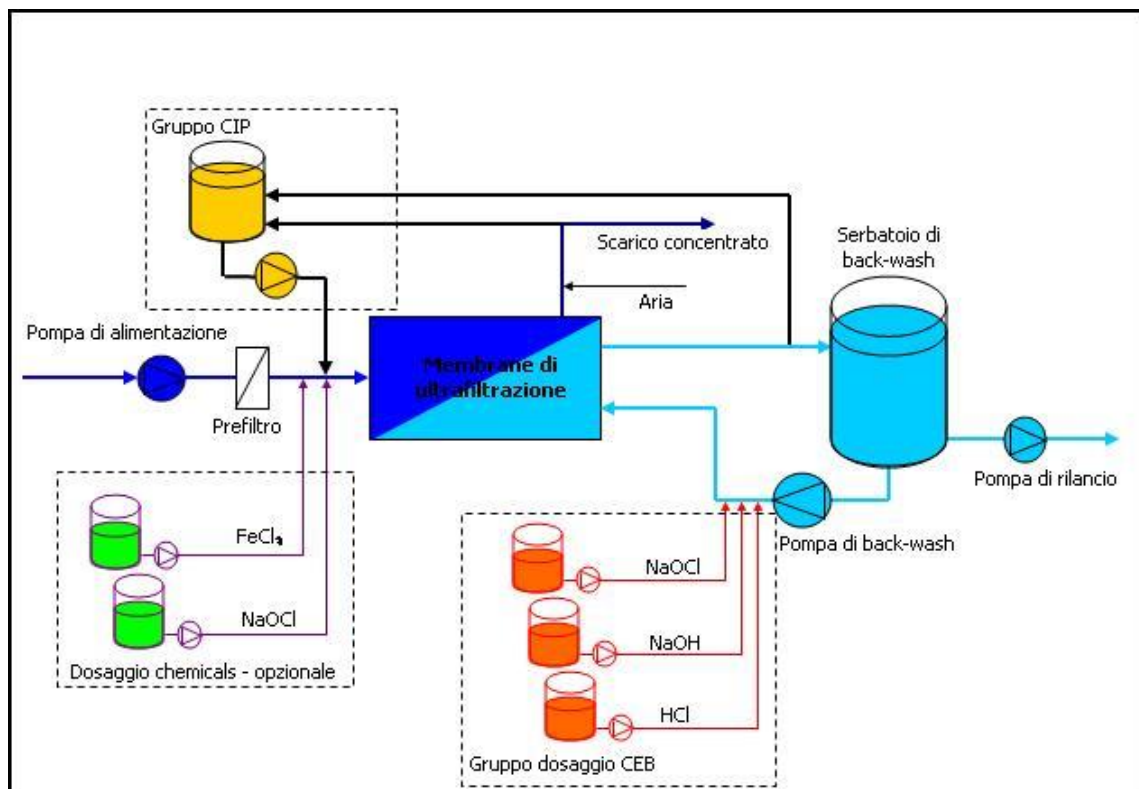 Gruppo CIP
Scarico concentrato
Serbatoio di
back-wash
Aria
Pompa di alimentazione
Membrane di
ultrafiltrazione
Prefiltro
Pompa di rilancio
Pompa di back-wash
FeCl₃
NaOCl
Dosaggio chemicals - opzionale
NaOCl
NaOH
HCl
Gruppo dosaggio CEB